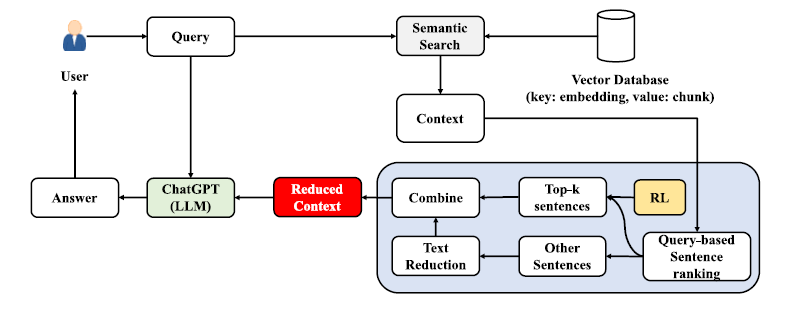 Query
Semantic
Search
User
Vector Database
(key: embedding, value: chunk)
Context
Answer
ChatGPT
(LLM)
Reduced
Context
Combine
Top-k
sentences
RL
Text
Reduction
Other
Sentences
Query-based
Sentence
ranking